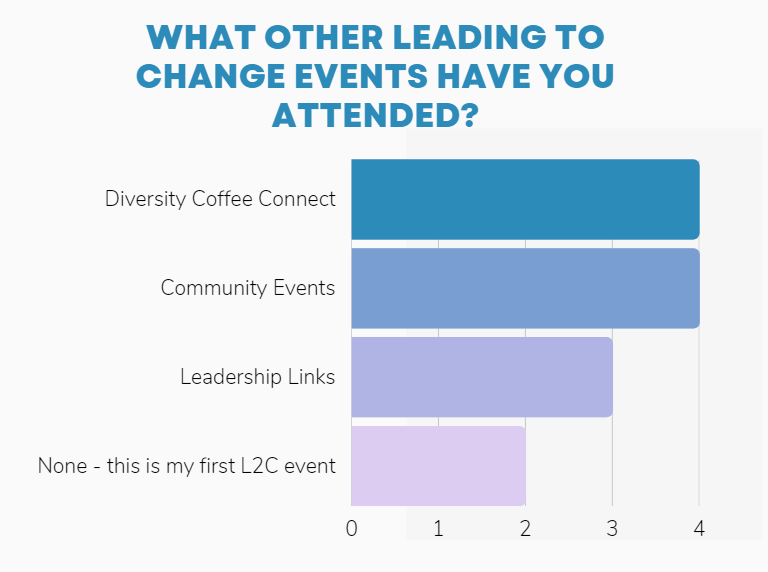 WHAT OTHER LEADING TO
CHANGE EVENTS HAVE YOU
ATTENDED?
Diversity Coffee Connect
Community Events
Leadership Links
None - this is my first L2C event
0 1 2 3 4